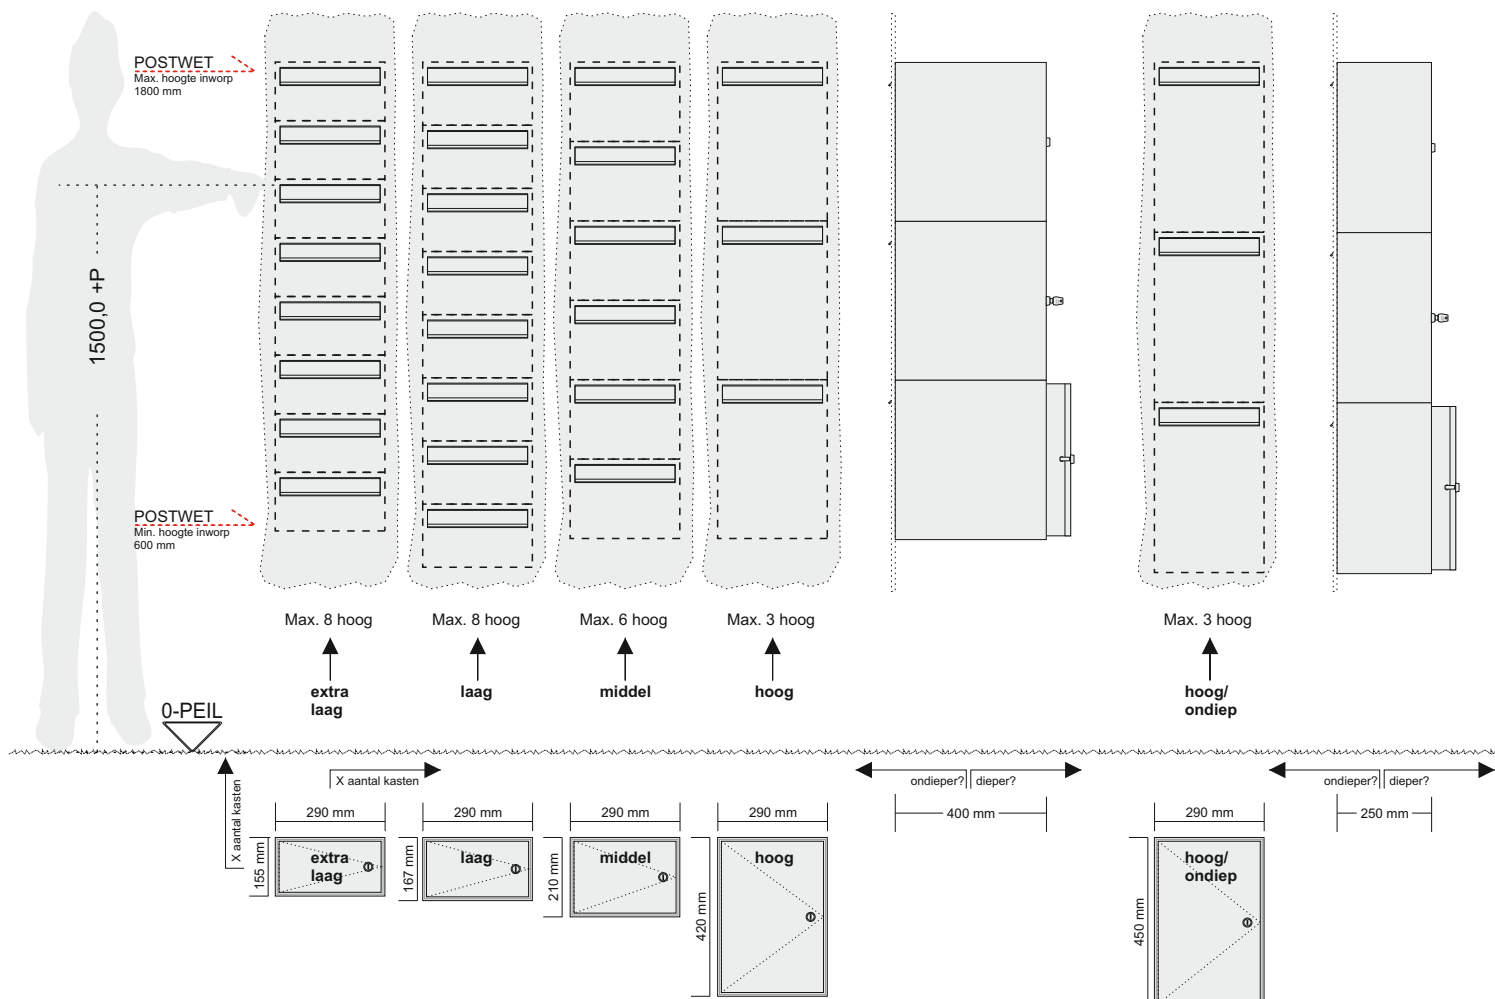 POSTWET
Max. hoogte inworp
1800 mm
1500,0 +P
POSTWET
Min. hoogte inworp
600 mm
Max. 8 hoog
Max. 8 hoog
Max. 6 hoog
Max. 3 hoog
Max. 3 hoog
extra
laag
laag
middel
hoog
hoog/
ondiep
0-PEIL
X aantal kasten
X aantal kasten
ondieper?
dieper?
ondieper?
dieper?
290 mm
290 mm
290 mm
290 mm
400 mm
290 mm
250 mm
155 mm
extra
laag
167 mm
laag
210 mm
middel
420 mm
hoog
450 mm
hoog/
ondiep